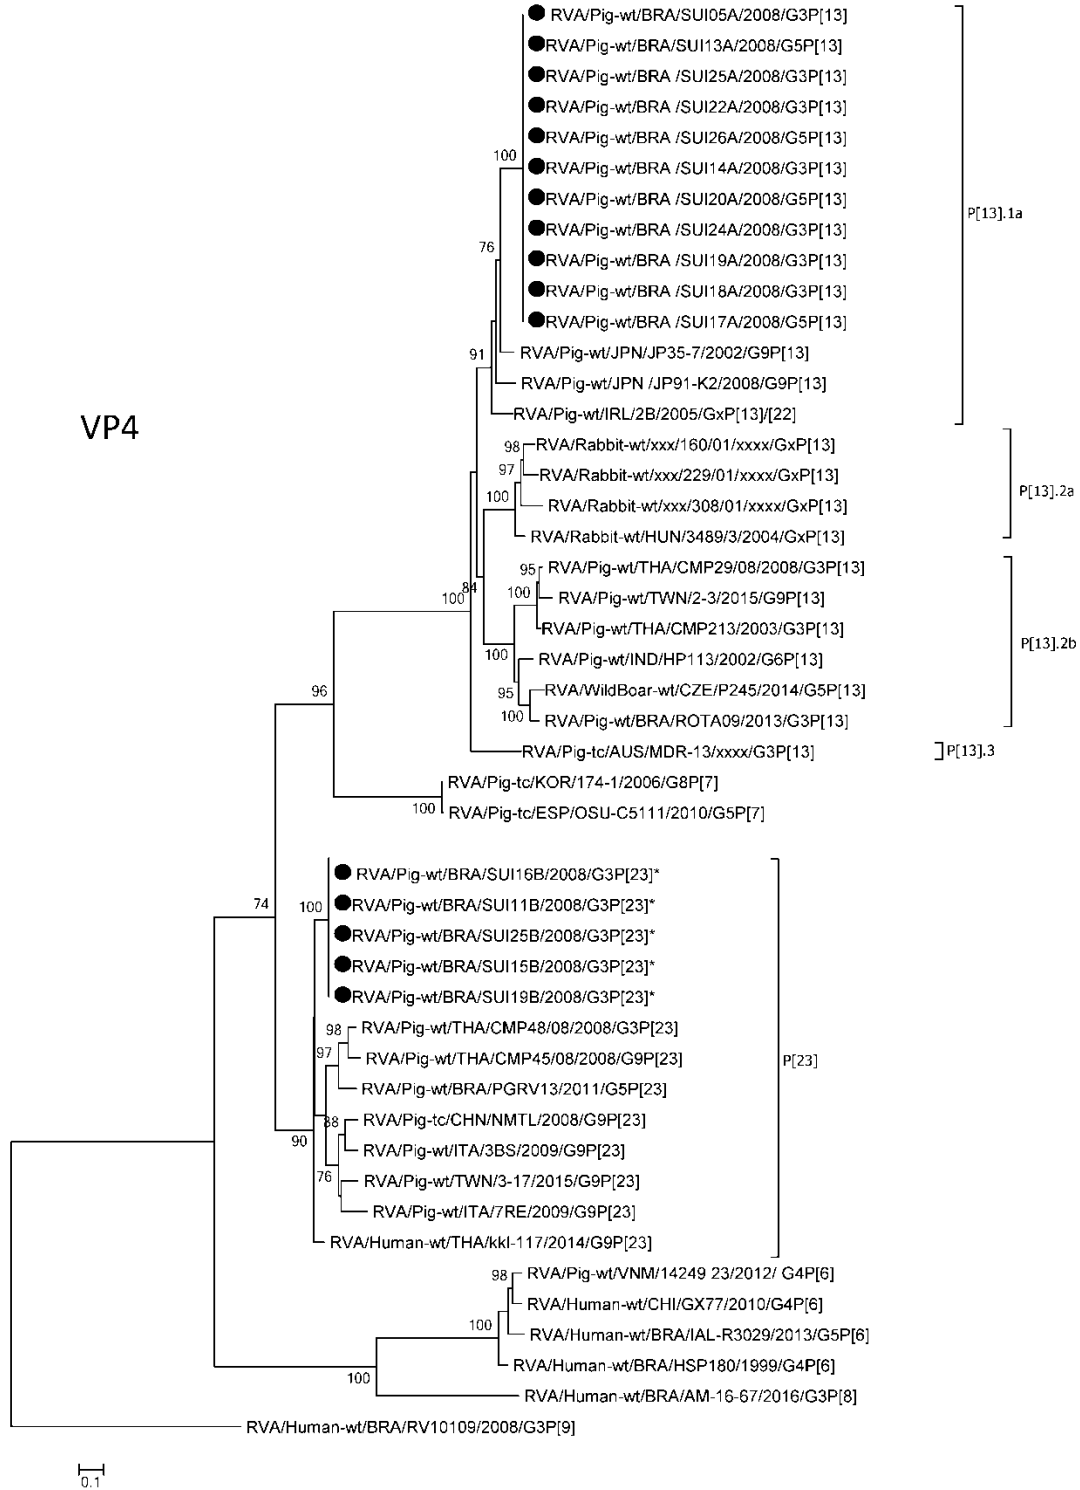 RVA/Pig-wt/BRA/SUI05A/2008/G3P[13]
RVA/Pig-wt/BRA/SUI13A/2008/G5P[13]
RVA/Pig-wt/BRA /SUI25A/2008/G3P[13]
RVA/Pig-wt/BRA /SUI22A/2008/G3P[13]
RVA/Pig-wt/BRA /SUI26A/2008/G5P[13]
100
RVA/Pig-wt/BRA /SUI14A/2008/G3P[13]
RVA/Pig-wt/BRA /SUI20A/2008/G5P[13]
P[13].1a
RVA/Pig-wt/BRA /SUI24A/2008/G3P[13]
76
RVA/Pig-wt/BRA /SUI19A/2008/G3P[13]
RVA/Pig-wt/BRA /SUI18A/2008/G3P[13]
RVA/Pig-wt/BRA /SUI17A/2008/G5P[13]
91
RVA/Pig-wt/JPN/JP35-7/2002/G9P[13]
RVA/Pig-wt/JPN /JP91-K2/2008/G9P[13]
RVA/Pig-wt/IRL/2B/2005/GxP[13]/[22]
VP4
98
RVA/Rabbit-wt/xxx/160/01/xxxx/GxP[13]
97
RVA/Rabbit-wt/xxx/229/01/xxxx/GxP[13]
P[13].2a
100
RVA/Rabbit-wt/xxx/308/01/xxxx/GxP[13]
RVA/Rabbit-wt/HUN/3489/3/2004/GxP[13]
95
RVA/Pig-wt/THA/CMP29/08/2008/G3P[13]
84
100
100
RVA/Pig-wt/TWN/2-3/2015/G9P[13]
RVA/Pig-wt/THA/CMP213/2003/G3P[13]
P[13].2b
100
RVA/Pig-wt/IND/HP113/2002/G6P[13]
96
95
RVA/WildBoar-wt/CZE/P245/2014/G5P[13]
100
RVA/Pig-wt/BRA/ROTA09/2013/G3P[13]
RVA/Pig-tc/AUS/MDR-13/xxxx/G3P[13]
P[13].3
RVA/Pig-tc/KOR/174-1/2006/G8P[7]
100
RVA/Pig-tc/ESP/OSU-C5111/2010/G5P[7]
RVA/Pig-wt/BRA/SUI16B/2008/G3P[23]*
74
100
RVA/Pig-wt/BRA/SUI11B/2008/G3P[23]*
RVA/Pig-wt/BRA/SUI25B/2008/G3P[23]*
RVA/Pig-wt/BRA/SUI15B/2008/G3P[23]*
RVA/Pig-wt/BRA/SUI19B/2008/G3P[23]*
98
RVA/Pig-wt/THA/CMP48/08/2008/G3P[23]
97
RVA/Pig-wt/THA/CMP45/08/2008/G9P[23]
P[23]
RVA/Pig-wt/BRA/PGRV13/2011/G5P[23]
88
RVA/Pig-tc/CHN/NMTL/2008/G9P[23]
90
RVA/Pig-wt/ITA/3BS/2009/G9P[23]
76
RVA/Pig-wt/TWN/3-17/2015/G9P[23]
RVA/Pig-wt/ITA/7RE/2009/G9P[23]
RVA/Human-wt/THA/kkl-117/2014/G9P[23]
98
RVA/Pig-wt/VNM/14249 23/2012/ G4P[6]
RVA/Human-wt/CHI/GX77/2010/G4P[6]
100
RVA/Human-wt/BRA/IAL-R3029/2013/G5P[6]
RVA/Human-wt/BRA/HSP180/1999/G4P[6]
100
RVA/Human-wt/BRA/AM-16-67/2016/G3P[8]
RVA/Human-wt/BRA/RV10109/2008/G3P[9]
0.1